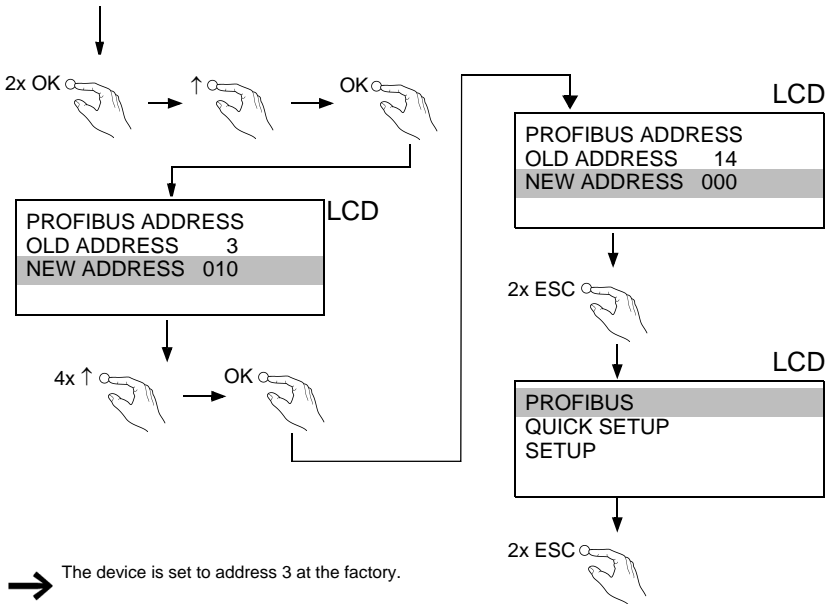 2x OK
↑
OK
LCD
PROFIBUS ADDRESS
OLD ADDRESS 3
NEW ADDRESS 010
4x ↑
OK
LCD
PROFIBUS ADDRESS
OLD ADDRESS 14
NEW ADDRESS 000
2x ESC
LCD
PROFIBUS
QUICK SETUP
SETUP
2x ESC
The device is set to address 3 at the factory.